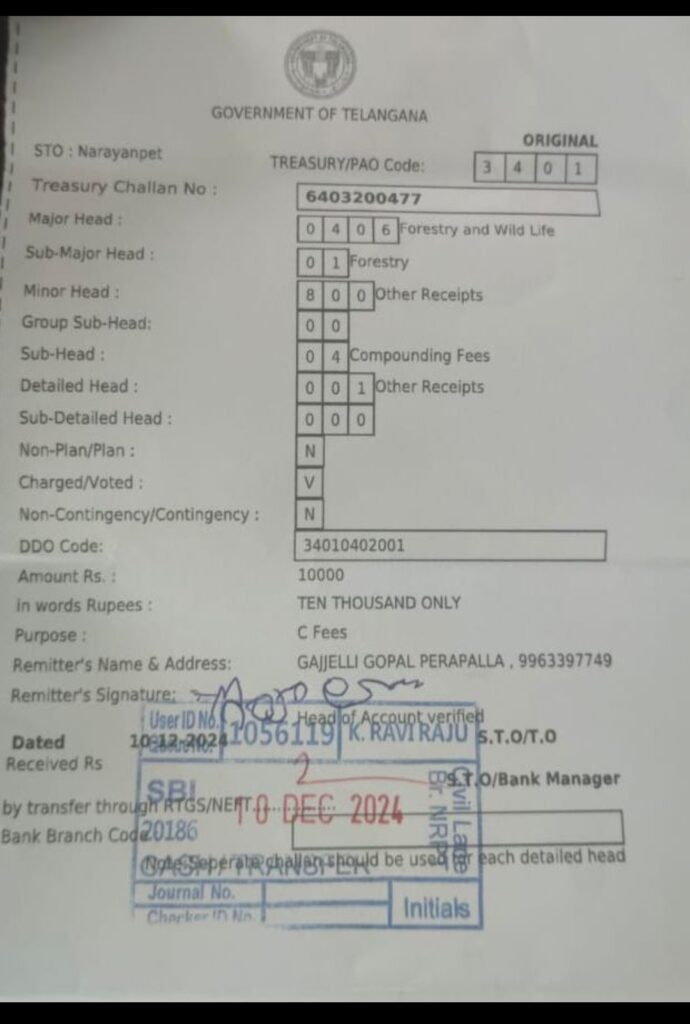 GOVERNMENT OF TELANGANA
ORIGINAL
STO : Narayanpet
TREASURY/PAO Code: 3 4 0 1
Treasury Challan No : 6403200477
Major Head : 0 4 0 6 Forestry and Wild Life
Sub-Major Head : 0 1 Forestry
Minor Head : 8 0 0 Other Receipts
Group Sub-Head: 0 0
Sub-Head : 0 4 Compounding Fees
Detailed Head : 0 0 1 Other Receipts
Sub-Detailed Head : 0 0 0
Non-Plan/Plan : N
Charged/Voted : V
Non-Contingency/Contingency : N
DDO Code: 34010402001
Amount Rs. : 10000
in words Rupees : TEN THOUSAND ONLY
Purpose : C Fees
Remitter's Name & Address: GAJJELLI GOPAL PERAPALLA , 9963397749
Remitter's Signature:
Head of Account verified
User ID No. 1056119 K. RAVI RAJU
Dated 10-12-2024 S.T.O/T.O
Received Rs
SBI
S.T.O/Bank Manager
by transfer through RTGS/NEFT..............
10 DEC 2024
Bank Branch Code
20186
Civil Lane
Br. NRPT
Note:Seperate challan should be used for each detailed head
CASH / TRANSFER
Journal No.
Checker ID No.
Initials